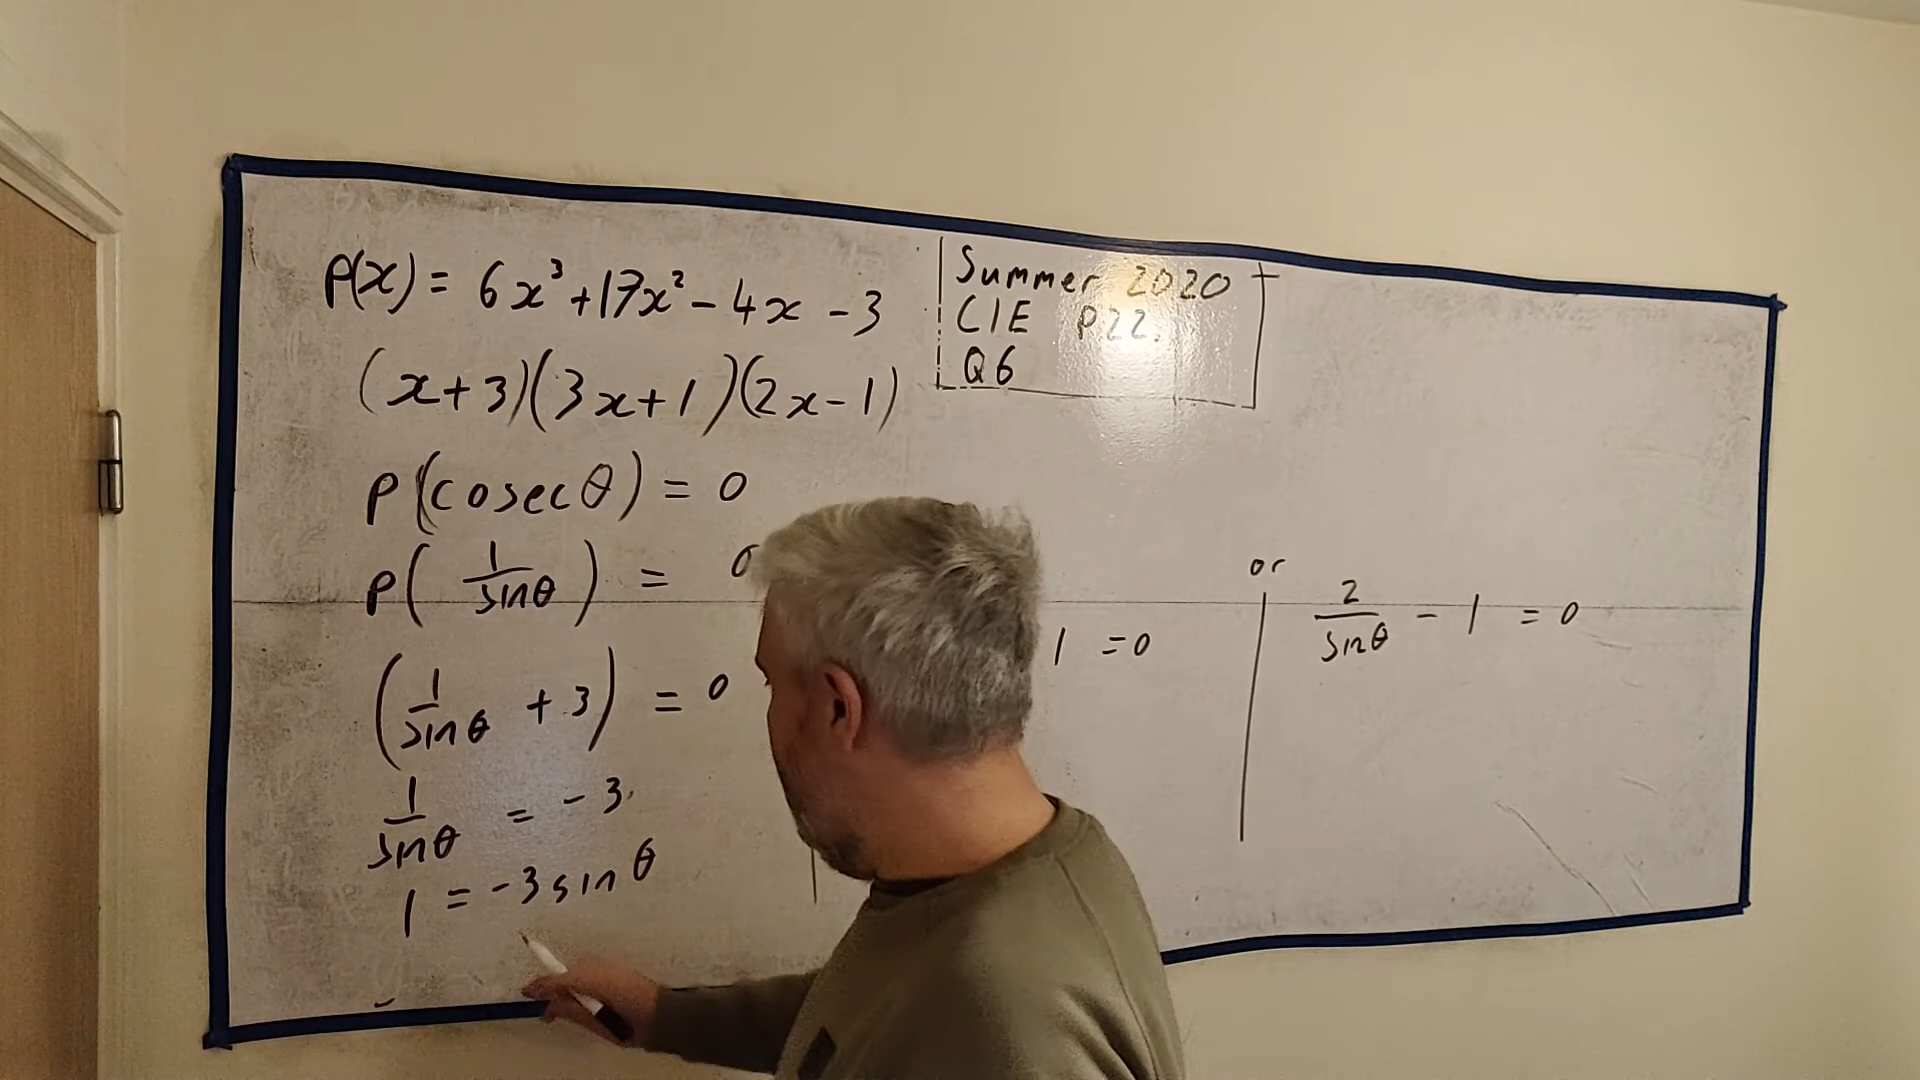 p(x) = 6x³ + 17x² - 4x - 3
(x + 3)(3x + 1)(2x - 1)
Summer 2020
CIE P22.
Q6
p(cosecθ) = 0
p(1/sinθ) = 0
(1/sinθ + 3) = 0
1/sinθ = -3.
1 = -3 sinθ
1 = 0
or
2/sinθ - 1 = 0